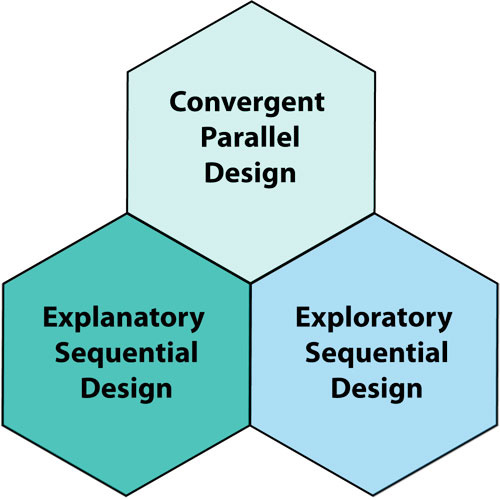 Convergent
Parallel
Design
Explanatory
Sequential
Design
Exploratory
Sequential
Design